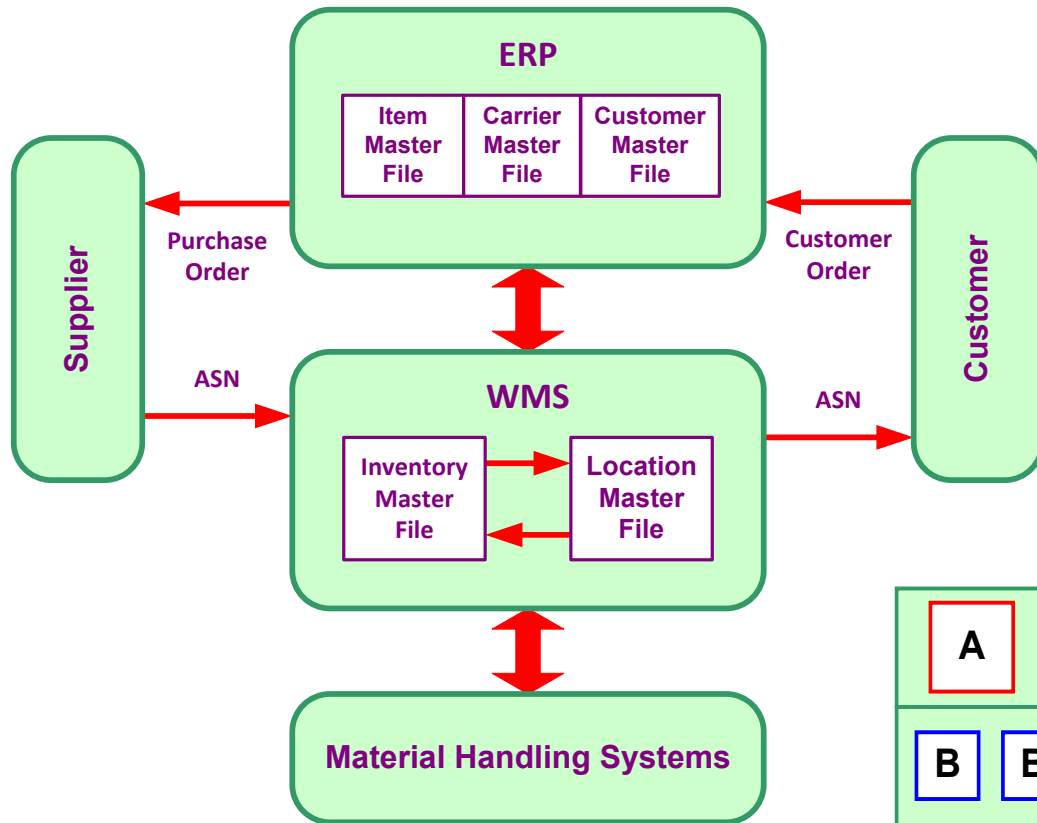 ERP
Item
Master
File
Carrier
Master
File
Customer
Master
File
Supplier
Purchase
Order
Customer
Order
Customer
ASN
WMS
ASN
Inventory
Master
File
Location
Master
File
Material Handling Systems
A
B